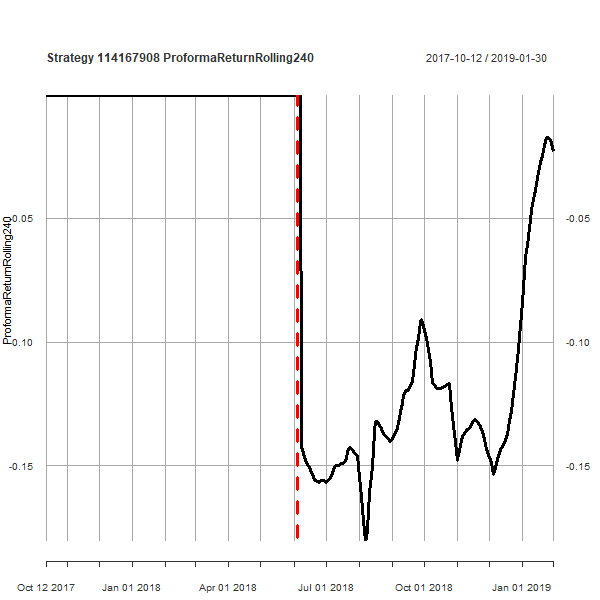 Strategy 114167908 ProformaReturnRolling240
2017-10-12 / 2019-01-30
ProformaReturnRolling240
-0.05
-0.05
-0.10
-0.10
-0.15
-0.15
Oct 12 2017
Jan 01 2018
Apr 01 2018
Jul 01 2018
Oct 01 2018
Jan 01 2019